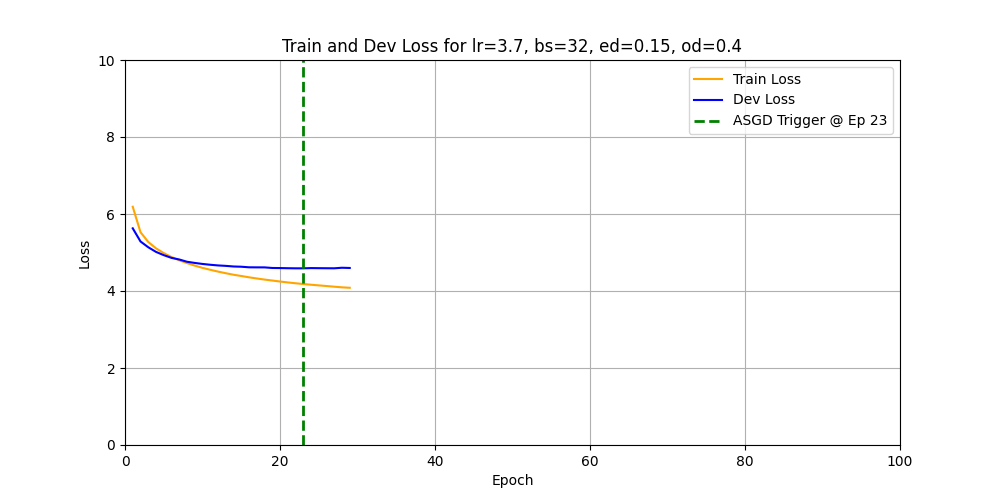 Train and Dev Loss for lr=3.7, bs=32, ed=0.15, od=0.4
Train Loss
Dev Loss
ASGD Trigger @ Ep 23
Loss
10
8
6
4
2
0
0 20 40 60 80 100
Epoch